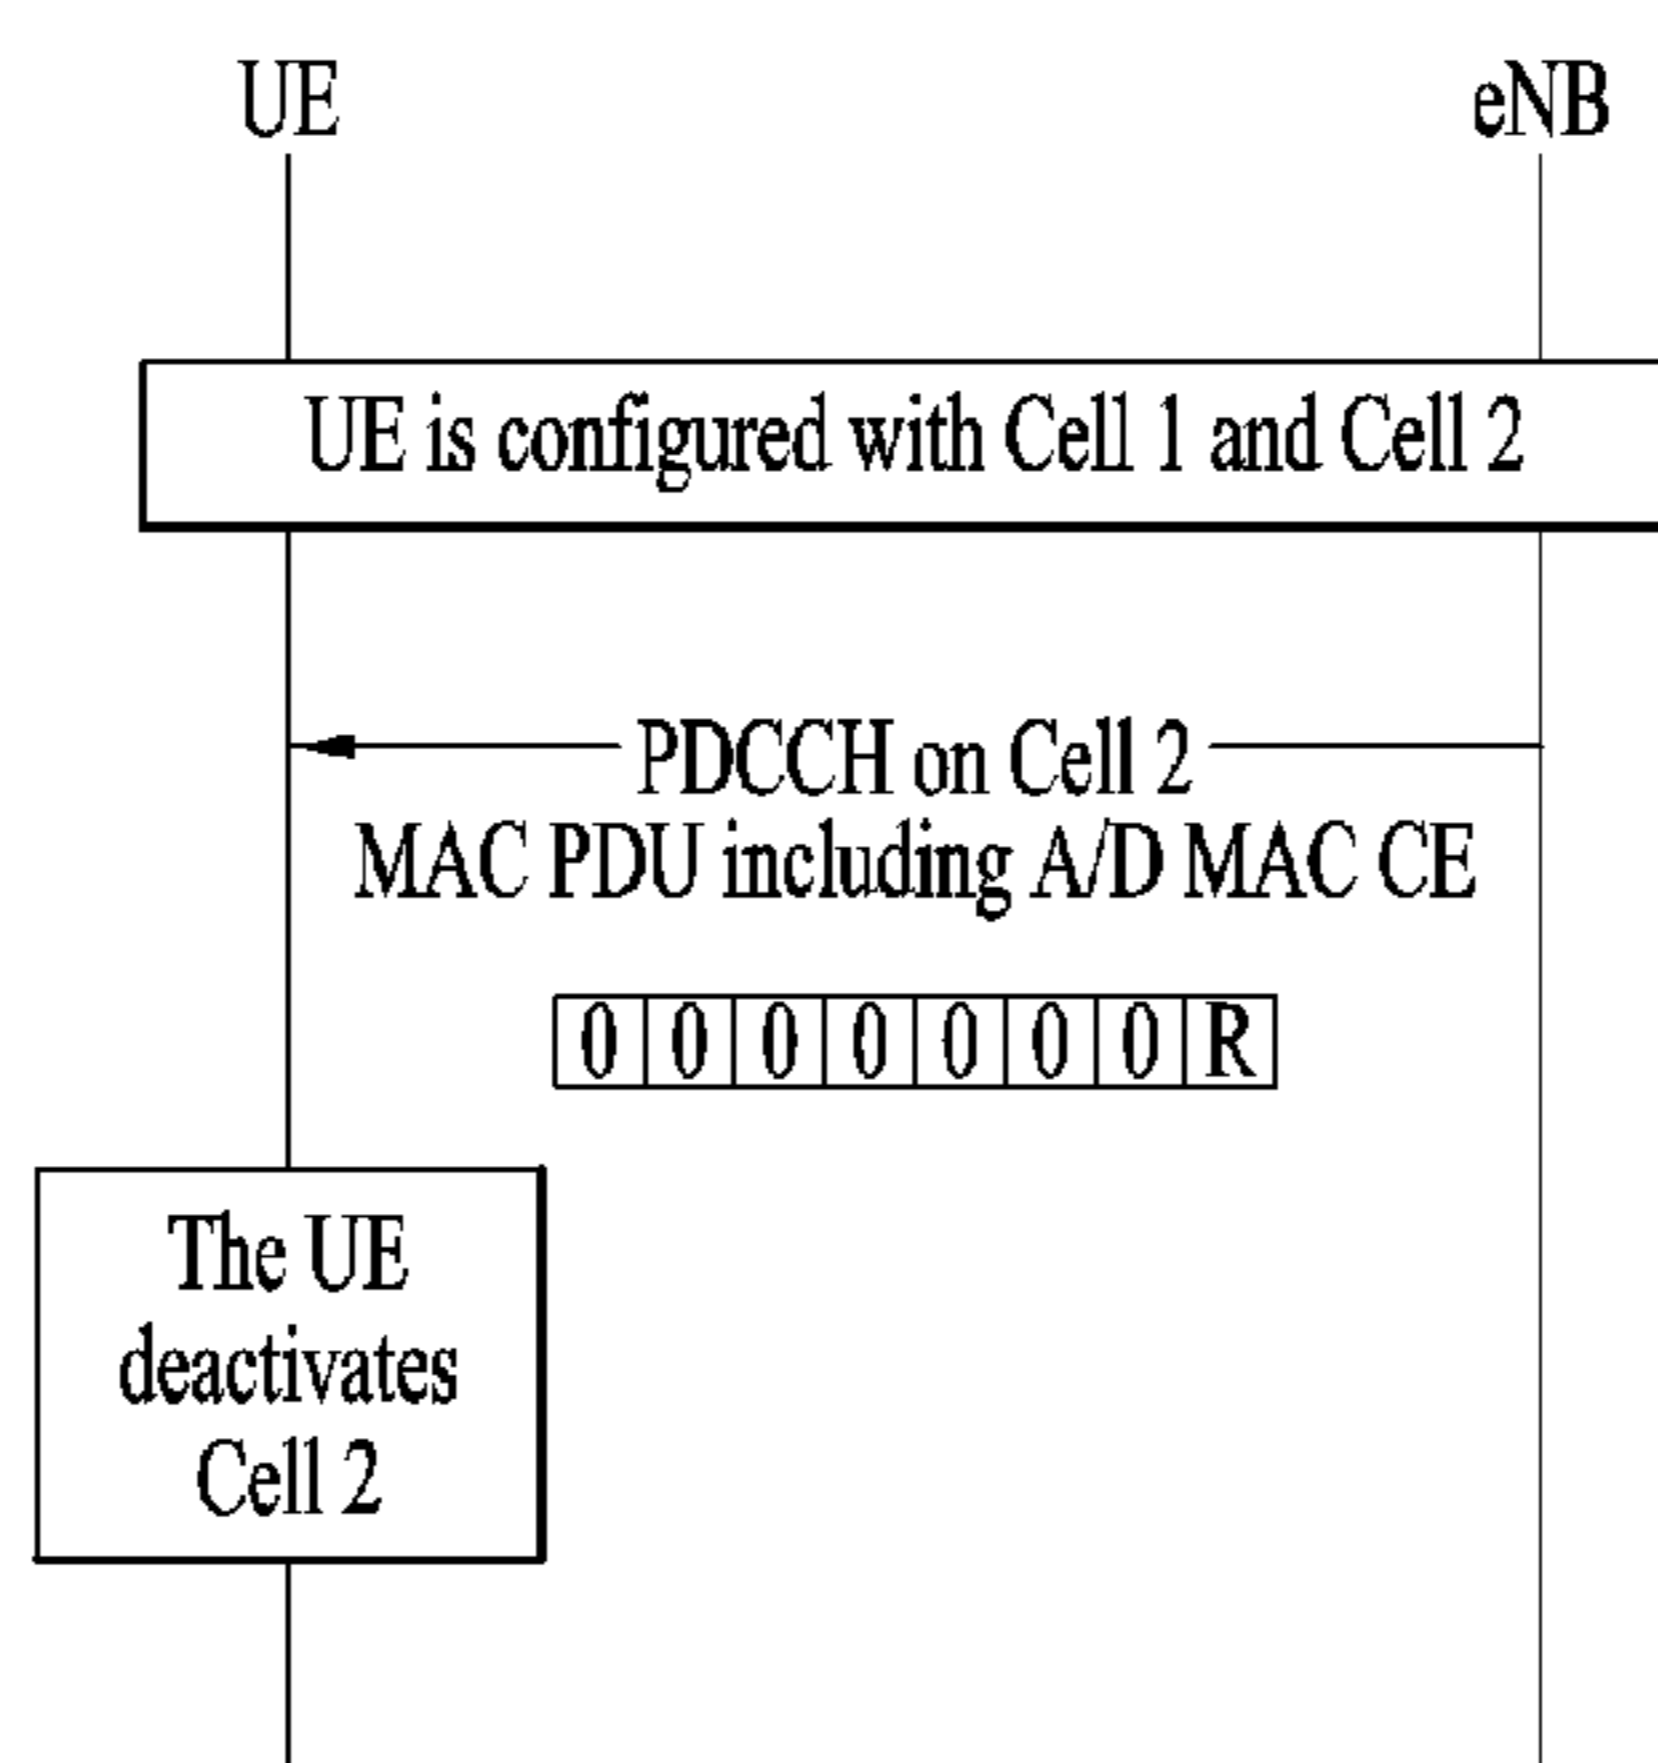 UE eNB
UE is configured with Cell 1 and Cell 2
PDCCH on Cell 2
MAC PDU including A/D MAC CE
0 0 0 0 0 0 0 R
The UE
deactivates
Cell 2